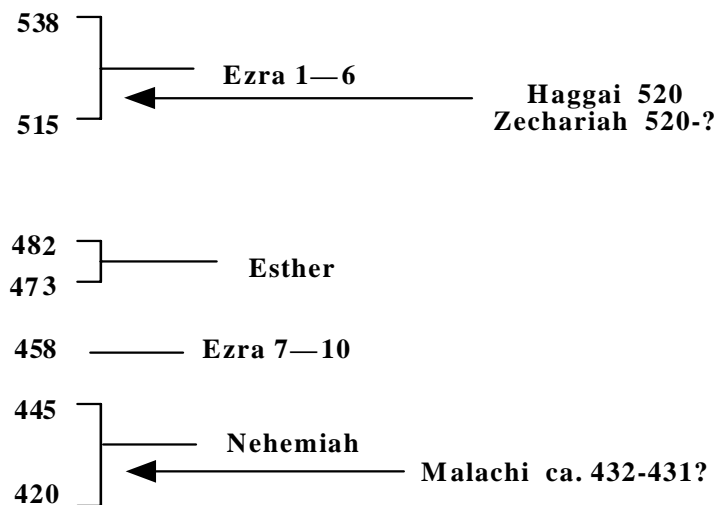 538
Ezra 1—6
Haggai 520
515
Zechariah 520-?
482
Esther
473
458
Ezra 7—10
445
Nehemiah
Malachi ca. 432-431?
420